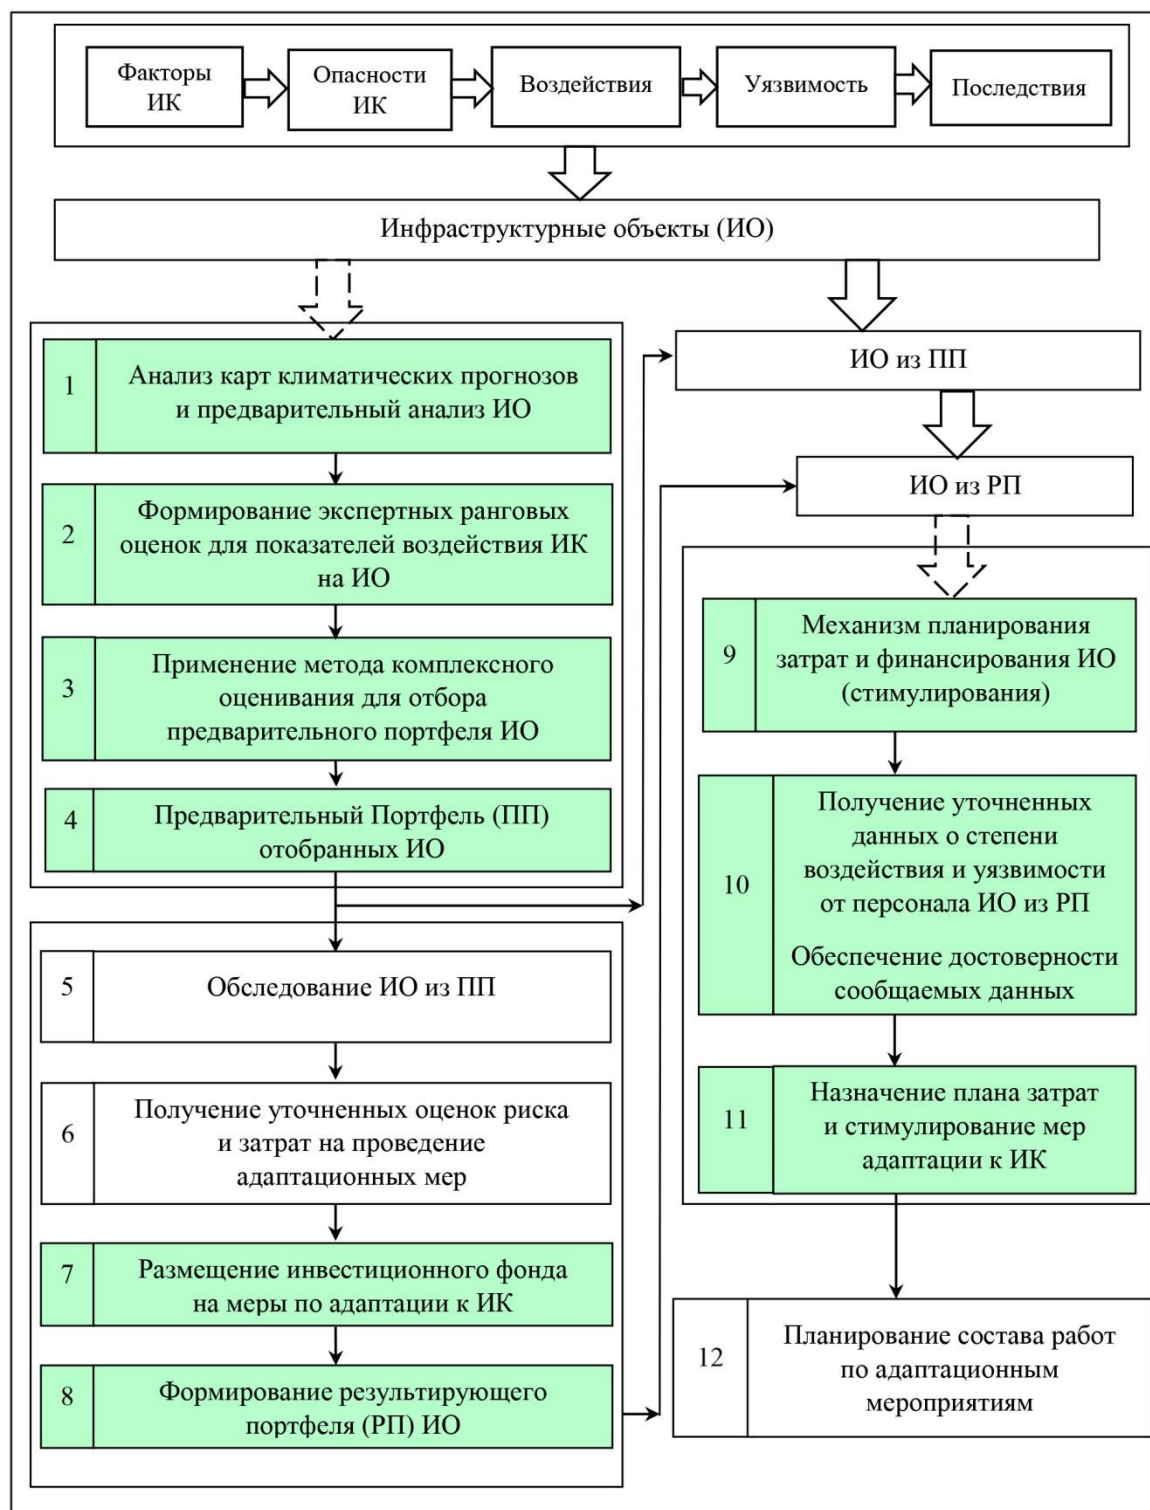 Факторы
ИК
Опасности
ИК
Воздействия
Уязвимость
Последствия
Инфраструктурные объекты (ИО)
1
Анализ карт климатических прогнозов
и предварительный анализ ИО
2
Формирование экспертных ранговых
оценок для показателей воздействия ИК
на ИО
3
Применение метода комплексного
оценивания для отбора
предварительного портфеля ИО
4
Предварительный Портфель (ПП)
отобранных ИО
5
Обследование ИО из ПП
6
Получение уточненных оценок риска
и затрат на проведение
адаптационных мер
7
Размещение инвестиционного фонда
на меры по адаптации к ИК
8
Формирование результирующего
портфеля (РП) ИО
ИО из ПП
ИО из РП
9
Механизм планирования
затрат и финансирования ИО
(стимулирования)
10
Получение уточненных
данных о степени
воздействия и уязвимости
от персонала ИО из РП
Обеспечение достоверности
сообщаемых данных
11
Назначение плана затрат
и стимулирование мер
адаптации к ИК
12
Планирование состава работ
по адаптационным
мероприятиям